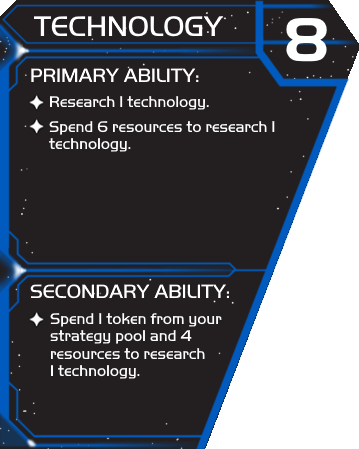 TECHNOLOGY
8
PRIMARY ABILITY:
Research 1 technology.
Spend 6 resources to research 1
technology.
SECONDARY ABILITY:
Spend 1 token from your
strategy pool and 4
resources to research
1 technology.